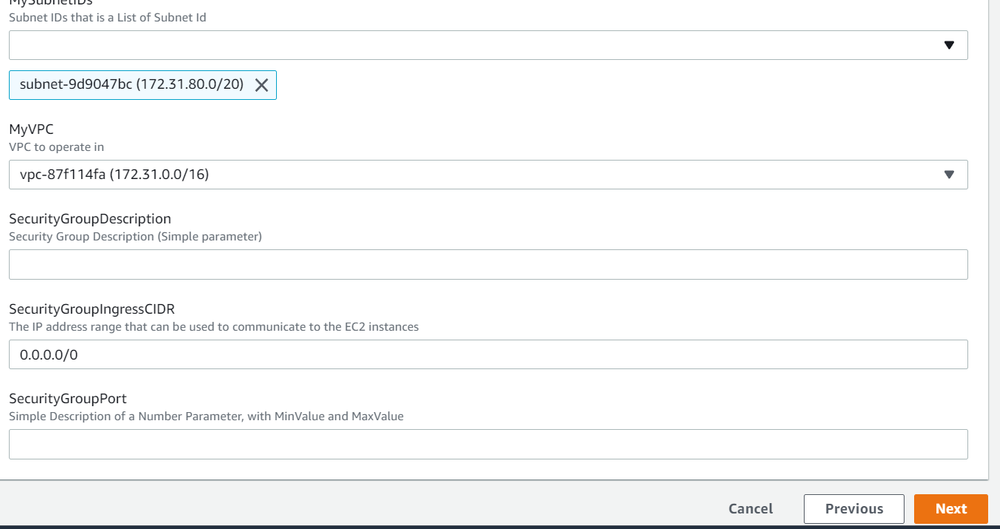 MySubnetIDs
Subnet IDs that is a List of Subnet Id
subnet-9d9047bc (172.31.80.0/20)
MyVPC
VPC to operate in
vpc-87f114fa (172.31.0.0/16)
SecurityGroupDescription
Security Group Description (Simple parameter)
SecurityGroupIngressCIDR
The IP address range that can be used to communicate to the EC2 instances
0.0.0.0/0
SecurityGroupPort
Simple Description of a Number Parameter, with MinValue and MaxValue
Cancel Previous Next